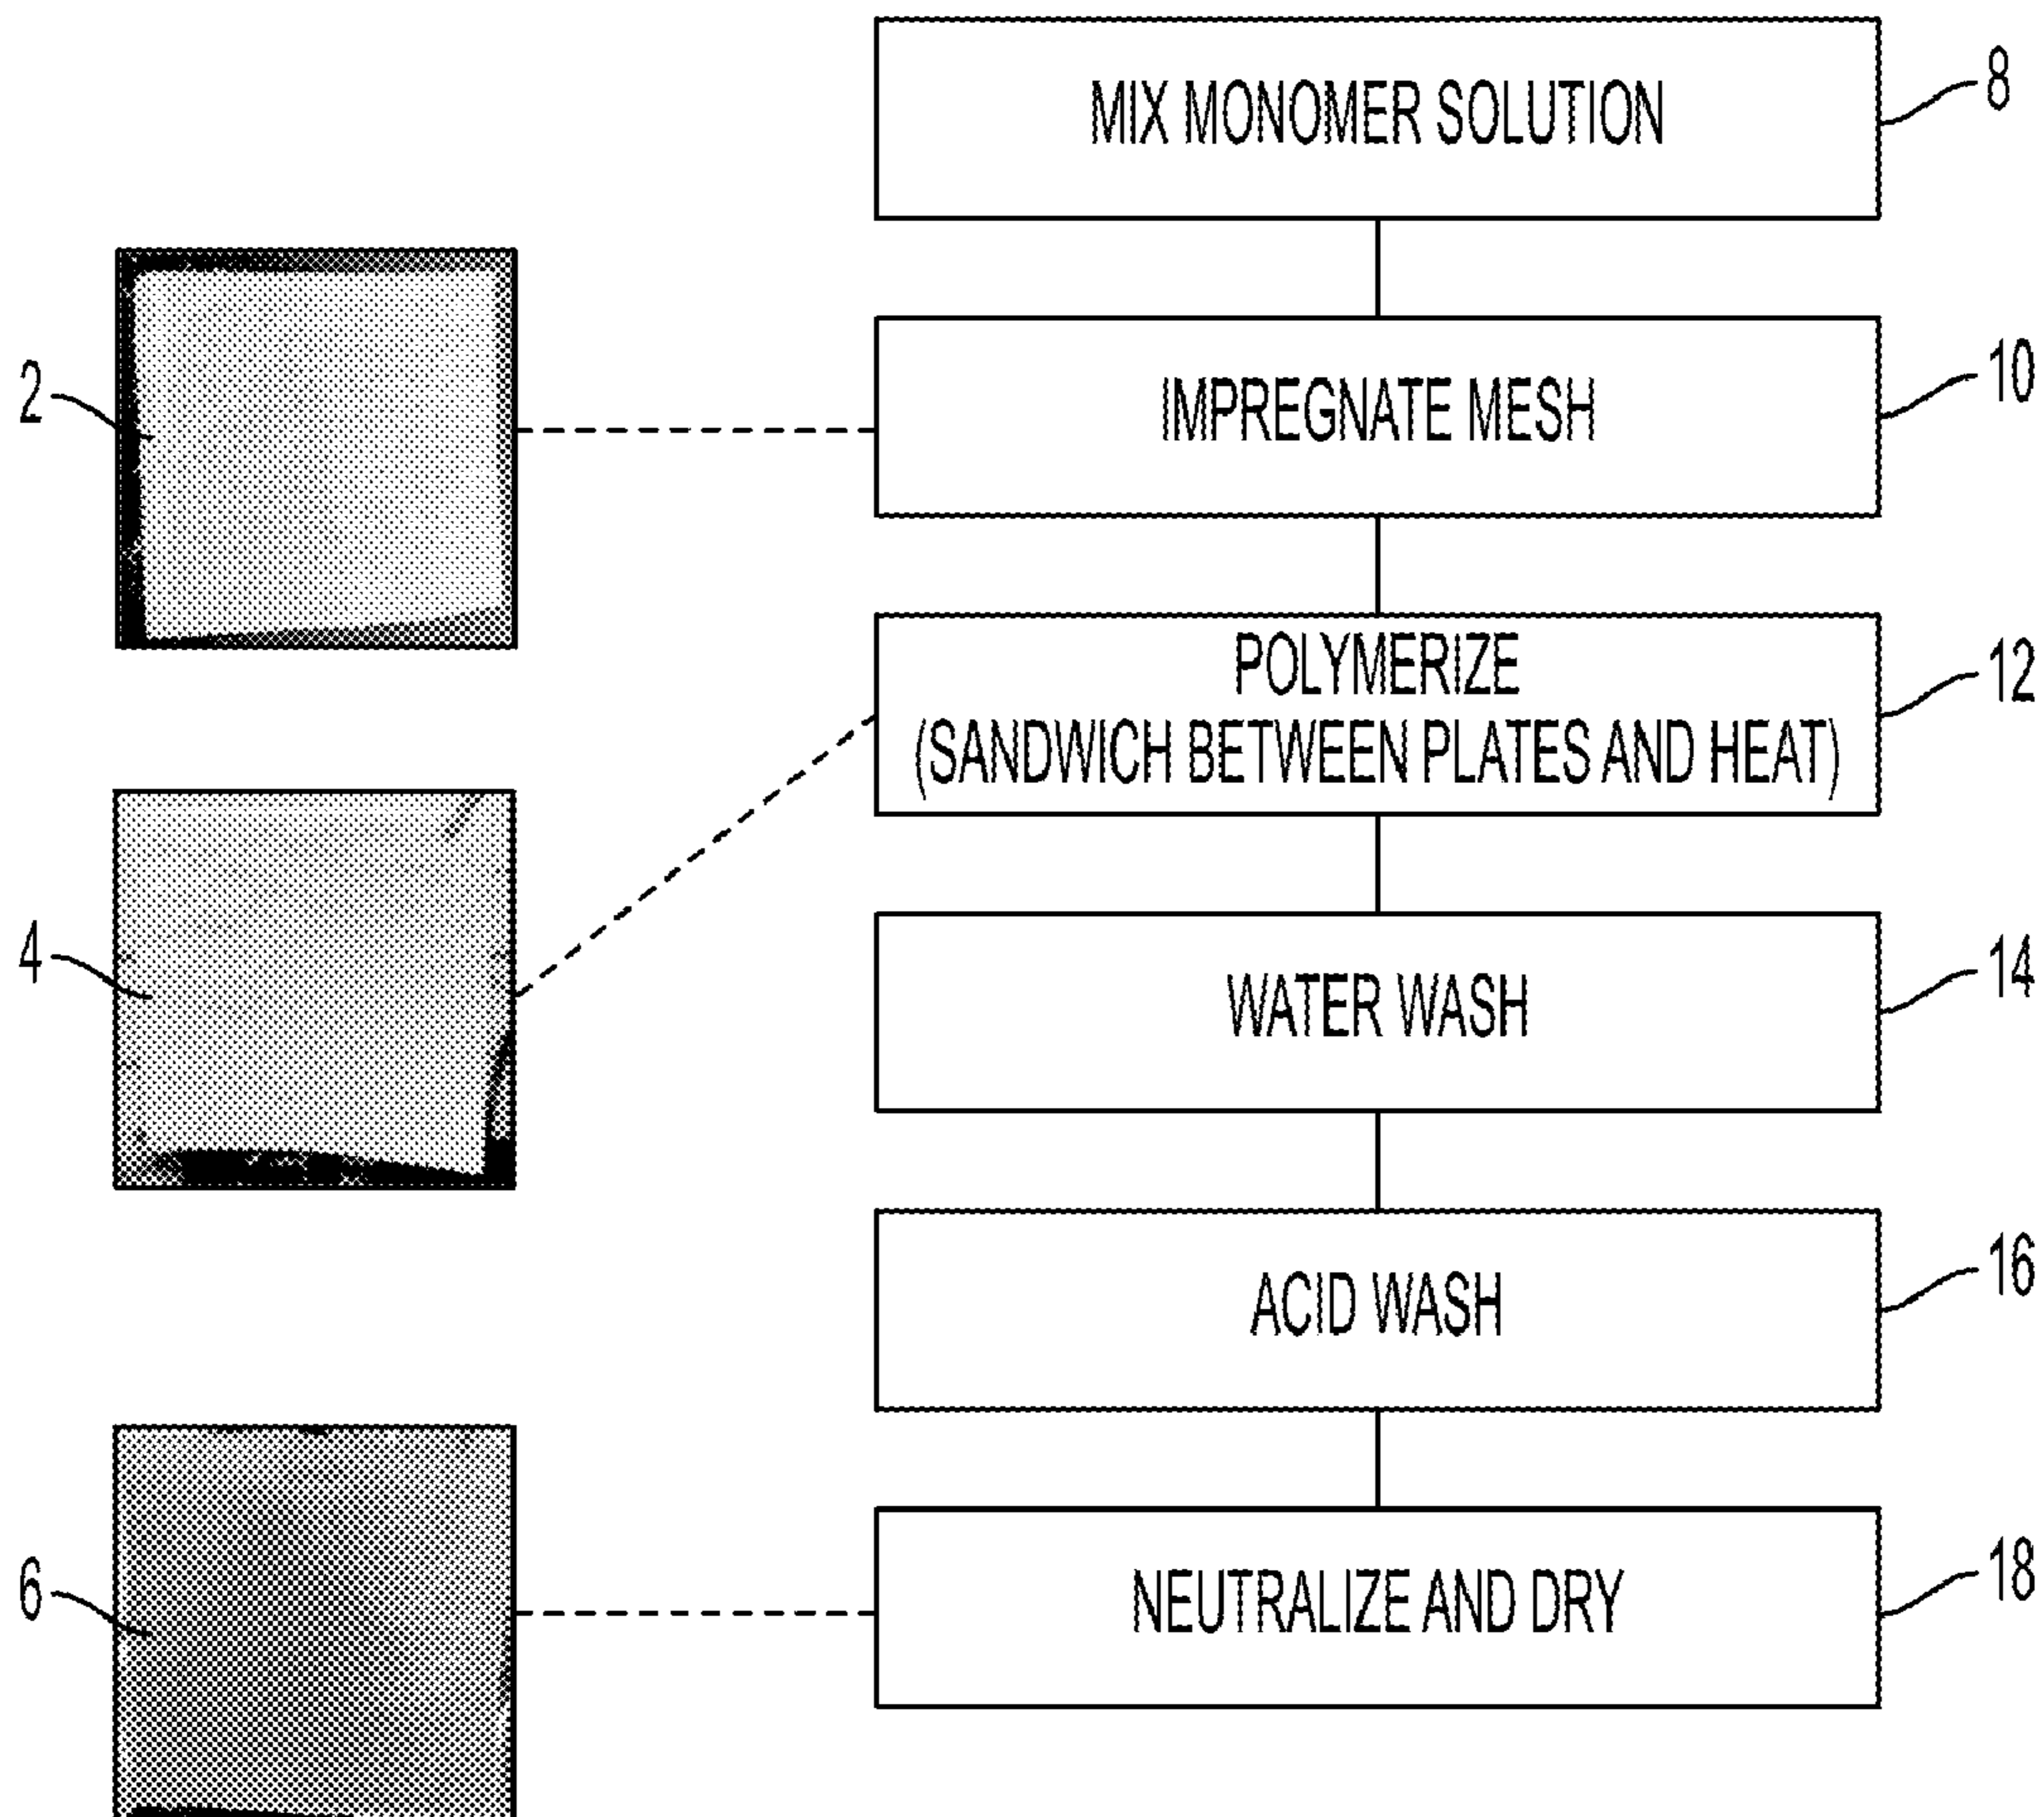 MIX MONOMER SOLUTION
8
2
IMPREGNATE MESH
10
POLYMERIZE
(SANDWICH BETWEEN PLATES AND HEAT)
12
4
WATER WASH
14
ACID WASH
16
6
NEUTRALIZE AND DRY
18